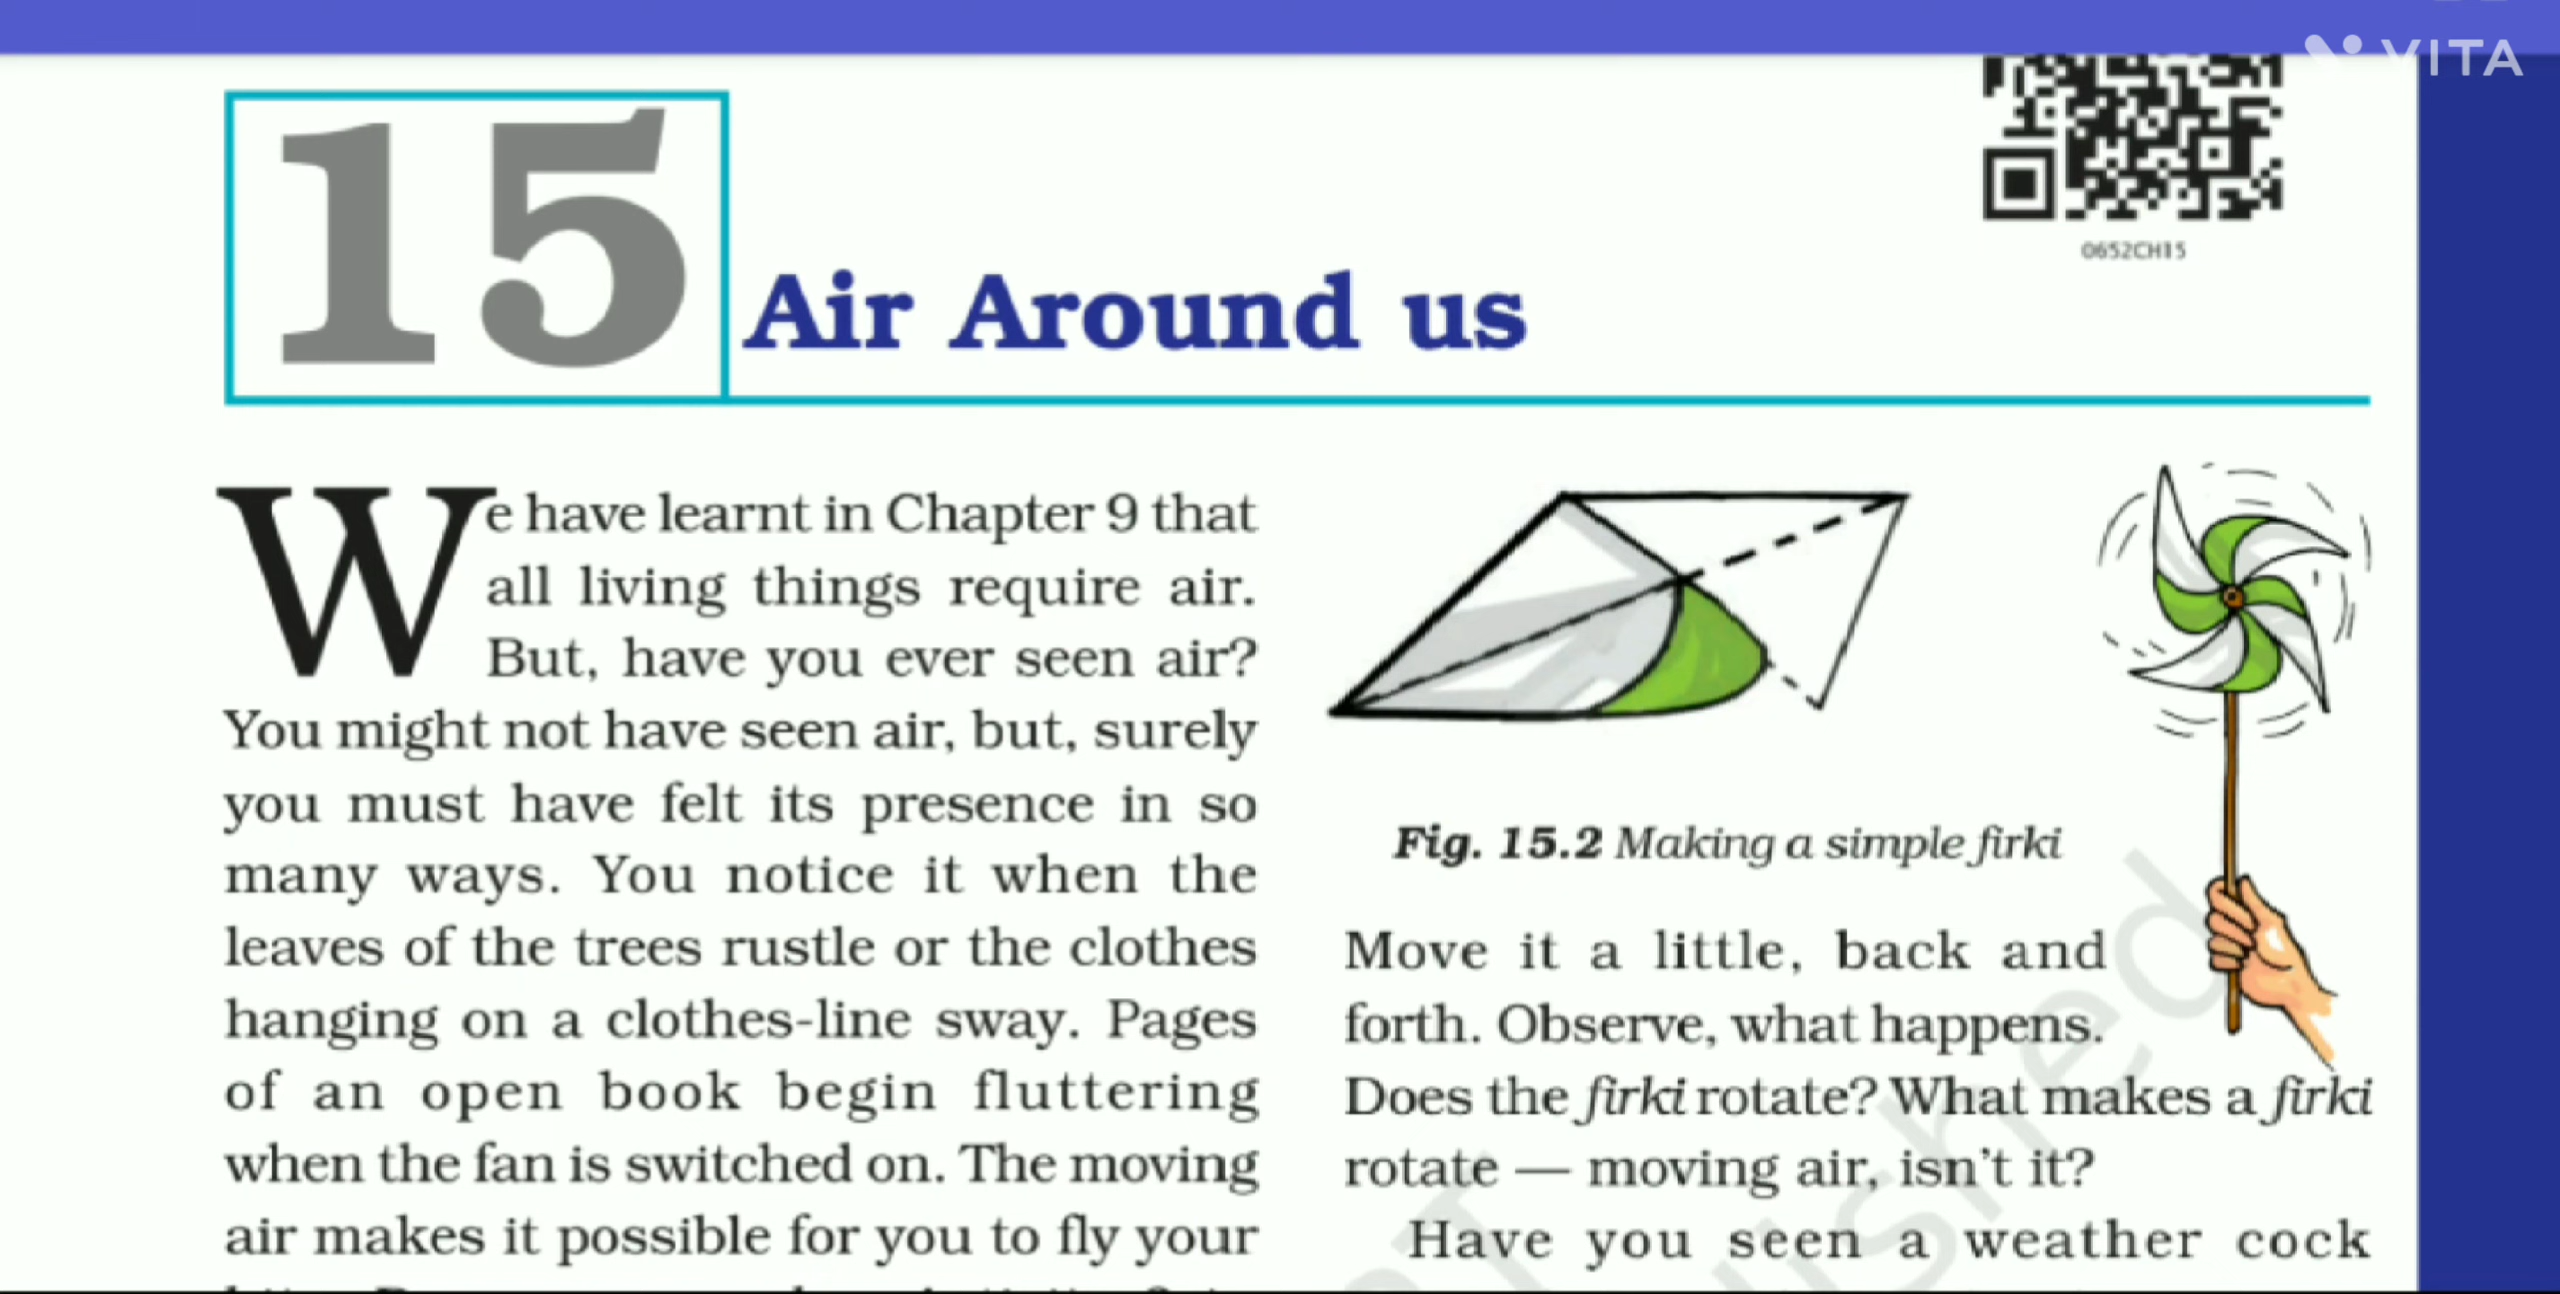 VITA
0652CH15
15
Air Around us
We have learnt in Chapter 9 that
all living things require air.
But, have you ever seen air?
You might not have seen air, but, surely
you must have felt its presence in so
many ways. You notice it when the
leaves of the trees rustle or the clothes
hanging on a clothes-line sway. Pages
of an open book begin fluttering
when the fan is switched on. The moving
air makes it possible for you to fly your
Fig. 15.2 Making a simple firki
Move it a little, back and
forth. Observe, what happens.
Does the firki rotate? What makes a firki
rotate — moving air, isn't it?
Have you seen a weather cock